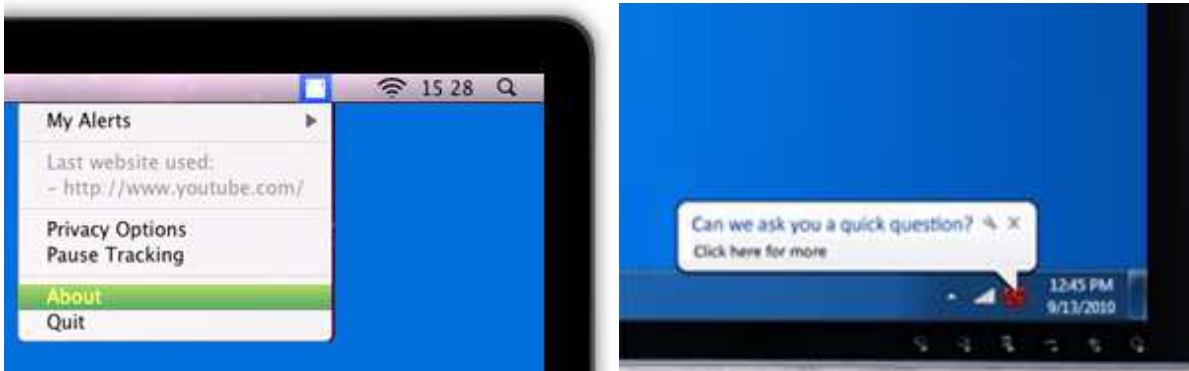 15 28
My Alerts
Last website used:
- http://www.youtube.com/
Privacy Options
Pause Tracking
About
Quit
Can we ask you a quick question?
Click here for more
12:45 PM
9/13/2010